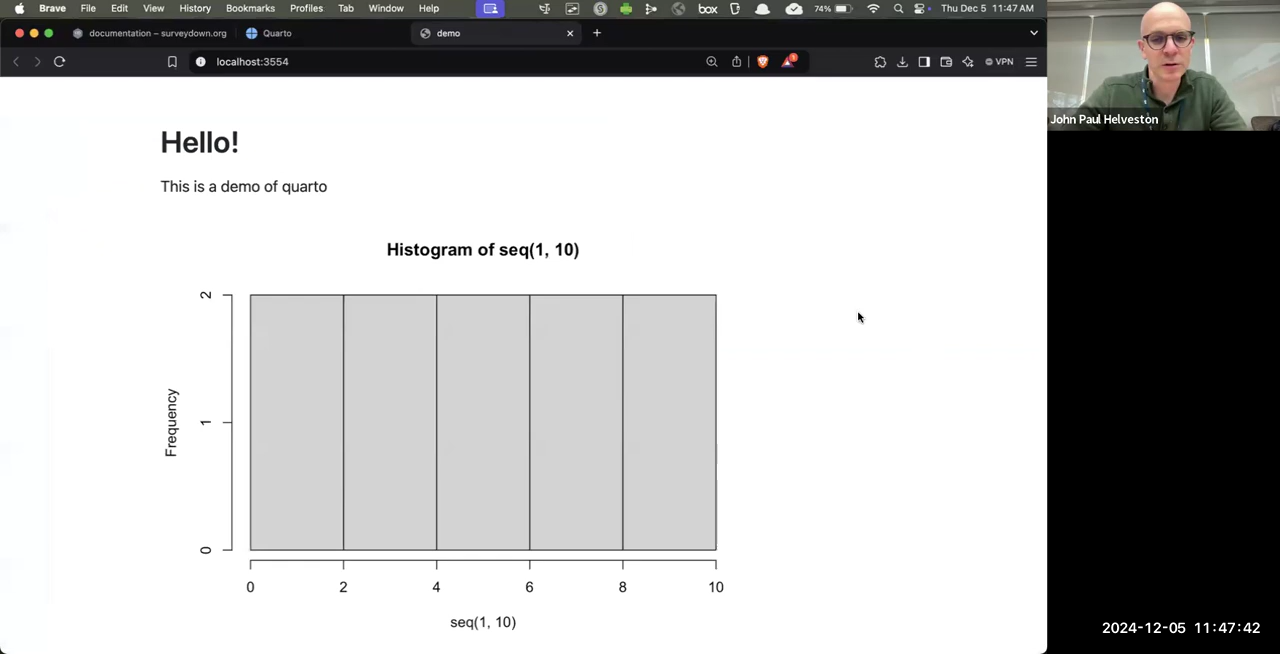 Brave File Edit View History Bookmarks Profiles Tab Window Help box 74% Thu Dec 5 11:47 AM
documentation – surveydown.org Quarto demo
localhost:3554 VPN
John Paul Helveston
Hello!
This is a demo of quarto
Histogram of seq(1, 10)
2
1
0
Frequency
0 2 4 6 8 10
seq(1, 10)
2024-12-05 11:47:42